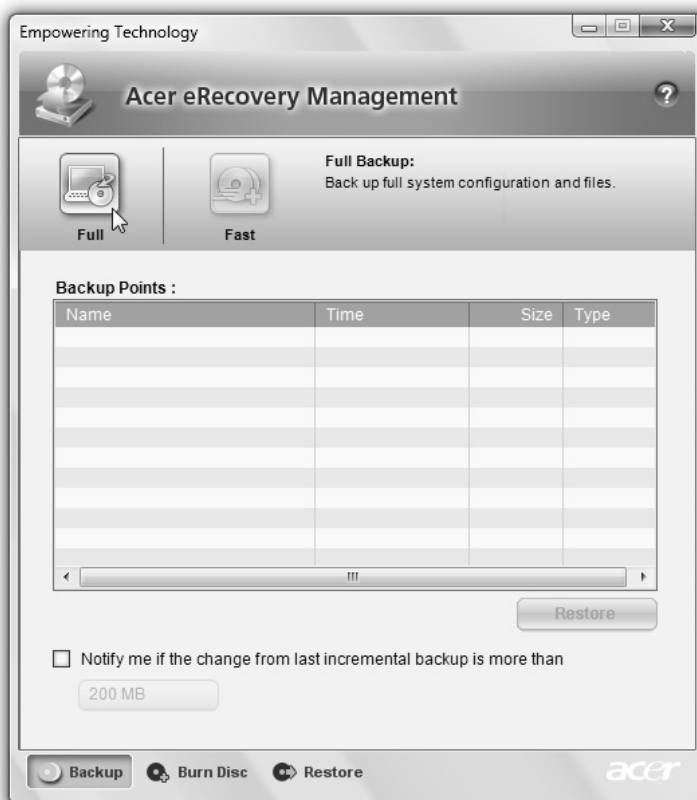 Empowering Technology
Acer eRecovery Management
?
Full
Fast
Full Backup:
Back up full system configuration and files.
Backup Points :
Name Time Size Type
Restore
Notify me if the change from last incremental backup is more than
200 MB
Backup Burn Disc Restore
acer